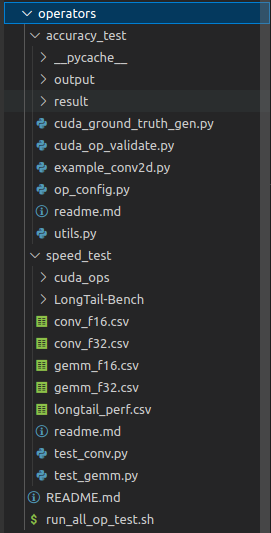 operators
accuracy_test
__pycache__
output
result
cuda_ground_truth_gen.py
cuda_op_validate.py
example_conv2d.py
op_config.py
readme.md
utils.py
speed_test
cuda_ops
LongTail-Bench
conv_f16.csv
conv_f32.csv
gemm_f16.csv
gemm_f32.csv
longtail_perf.csv
readme.md
test_conv.py
test_gemm.py
README.md
$ run_all_op_test.sh